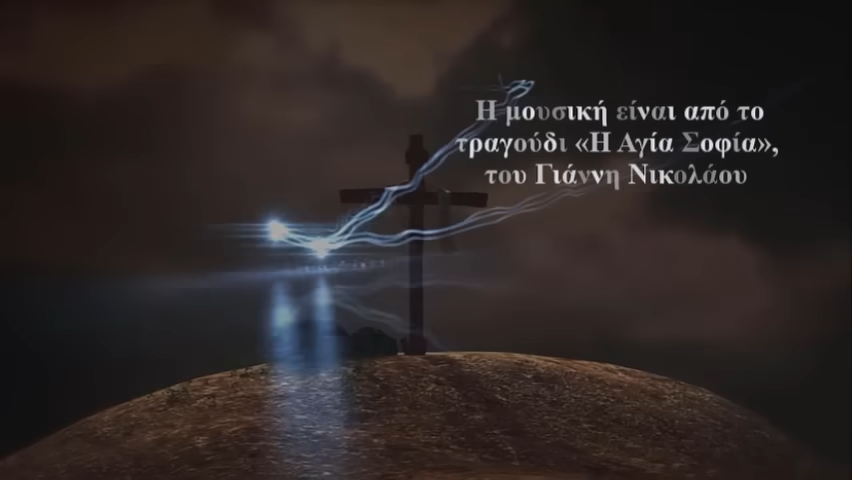 Η μουσική είναι από το
τραγούδι «Η Αγία Σοφία»,
του Γιάννη Νικολάου